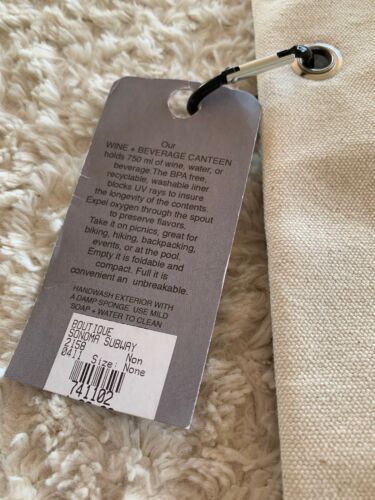 Our
WINE + BEVERAGE CANTEEN
holds 750 ml of wine, water, or
beverage.The BPA free,
recyclable, washable liner
blocks UV rays to insure
the longevity of the contents.
Expel oxygen through the spout
to preserve flavors.
Take it on picnics, great for
biking, hiking, backpacking,
events, or at the pool.
Empty it is foldable and
compact. Full it is
convenient an unbreakable.
HANDWASH EXTERIOR WITH
A DAMP SPONGE. USE MILD
SOAP + WATER TO CLEAN
BOUTIQUE
SONOMA SUBWAY
2158 Non
0411 Size: None
741102